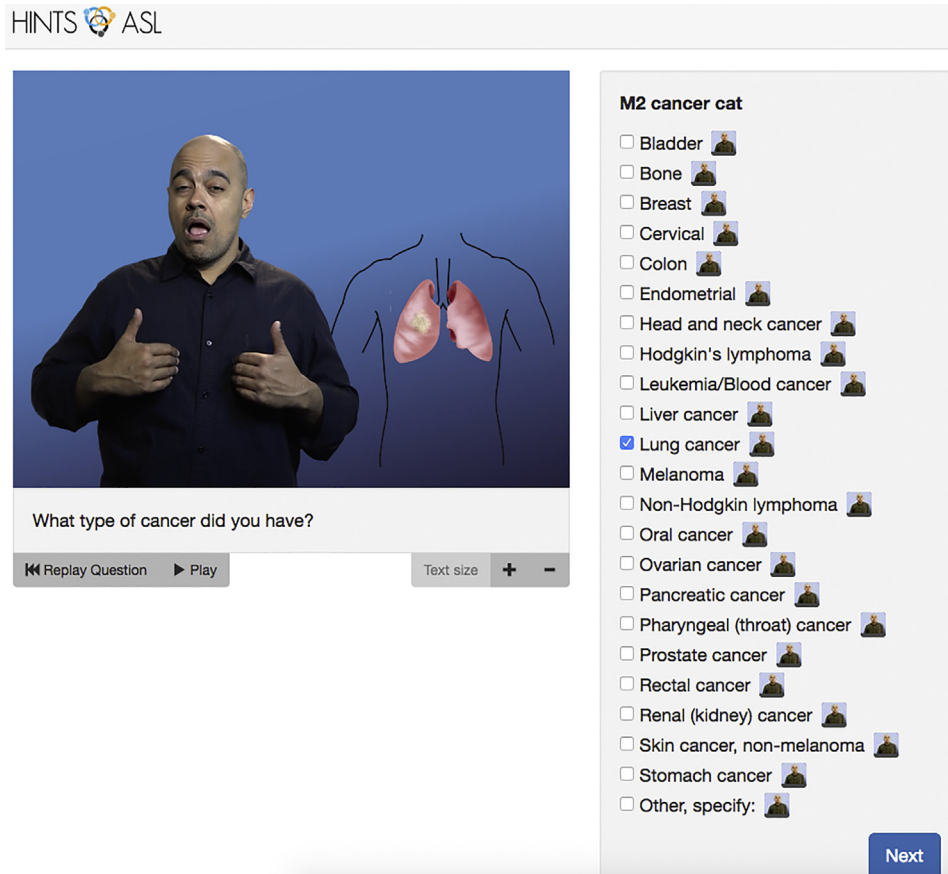 HINTS ASL
What type of cancer did you have?
Replay Question
Play
Text size
M2 cancer cat
Bladder
Bone
Breast
Cervical
Colon
Endometrial
Head and neck cancer
Hodgkin's lymphoma
Leukemia/Blood cancer
Liver cancer
Lung cancer
Melanoma
Non-Hodgkin lymphoma
Oral cancer
Ovarian cancer
Pancreatic cancer
Pharyngeal (throat) cancer
Prostate cancer
Rectal cancer
Renal (kidney) cancer
Skin cancer, non-melanoma
Stomach cancer
Other, specify:
Next